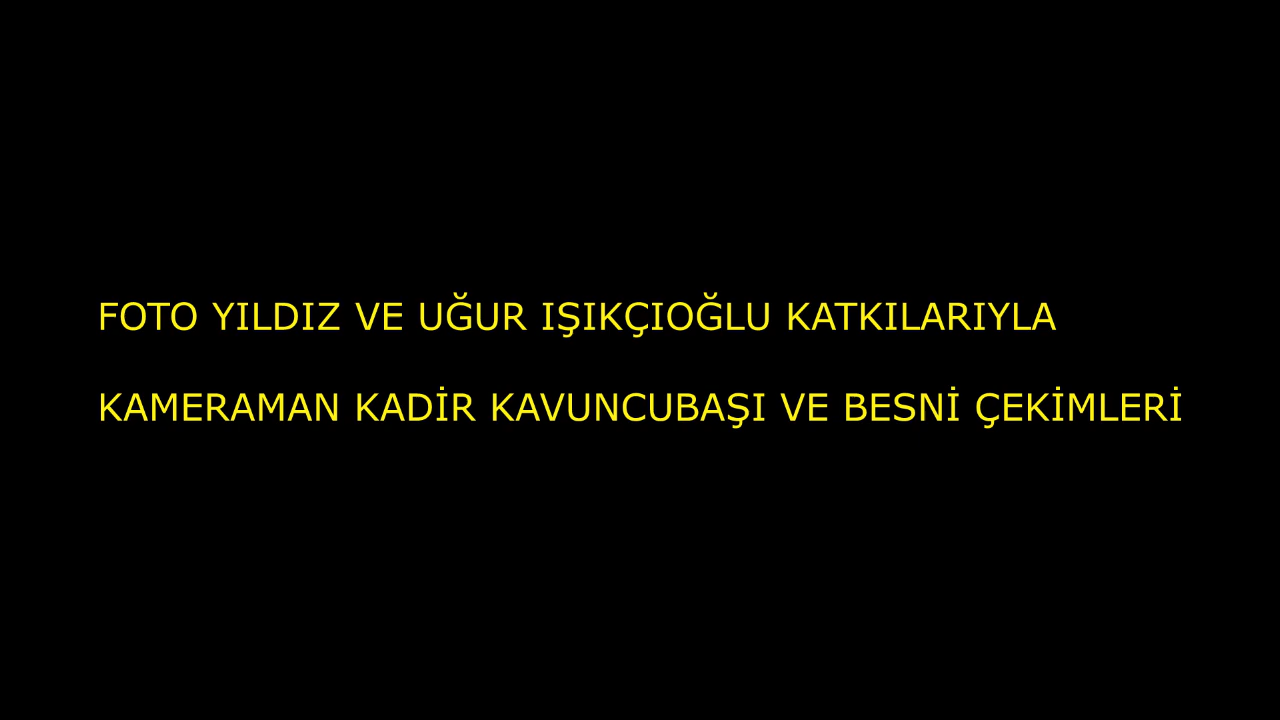 FOTO YILDIZ VE UĞUR IŞIKÇIOĞLU KATKILARIYLA
KAMERAMAN KADİR KAVUNCUBAŞI VE BESNİ ÇEKİMLERİ